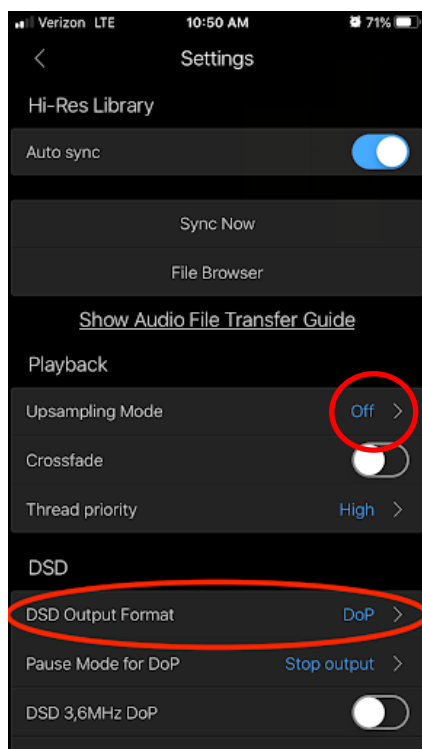 Verizon LTE 10:50 AM 71%
Settings
Hi-Res Library
Auto sync
Sync Now
File Browser
Show Audio File Transfer Guide
Playback
Upsampling Mode Off
Crossfade
Thread priority High
DSD
DSD Output Format DoP
Pause Mode for DoP Stop output
DSD 3,6MHz DoP